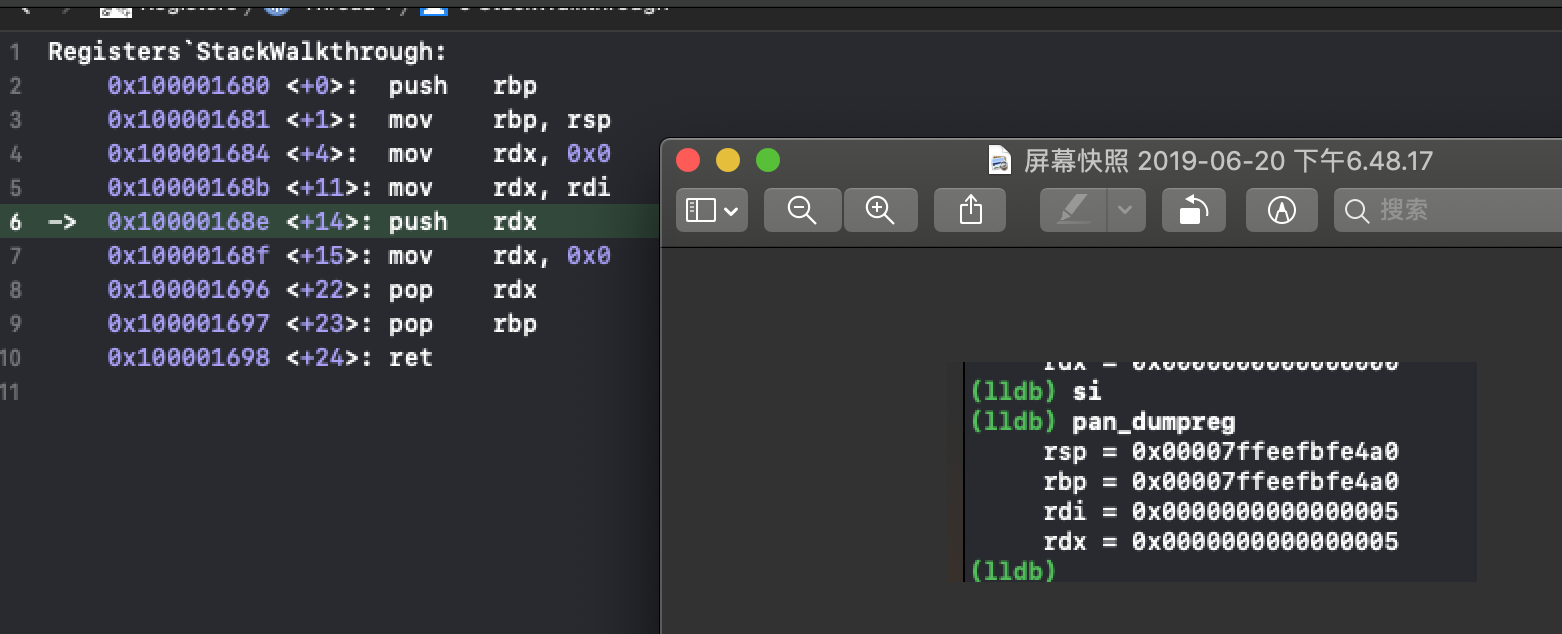 1 Registers`StackWalkthrough:
2 0x100001680 <+0>: push rbp
3 0x100001681 <+1>: mov rbp, rsp
4 0x100001684 <+4>: mov rdx, 0x0
5 0x10000168b <+11>: mov rdx, rdi
6 -> 0x10000168e <+14>: push rdx
7 0x10000168f <+15>: mov rdx, 0x0
8 0x100001696 <+22>: pop rdx
9 0x100001697 <+23>: pop rbp
10 0x100001698 <+24>: ret
11
屏幕快照 2019-06-20 下午6.48.17
搜索
rdx = 0x0000000000000000
(lldb) si
(lldb) pan_dumpreg
rsp = 0x00007ffeefbfe4a0
rbp = 0x00007ffeefbfe4a0
rdi = 0x0000000000000005
rdx = 0x0000000000000005
(lldb)